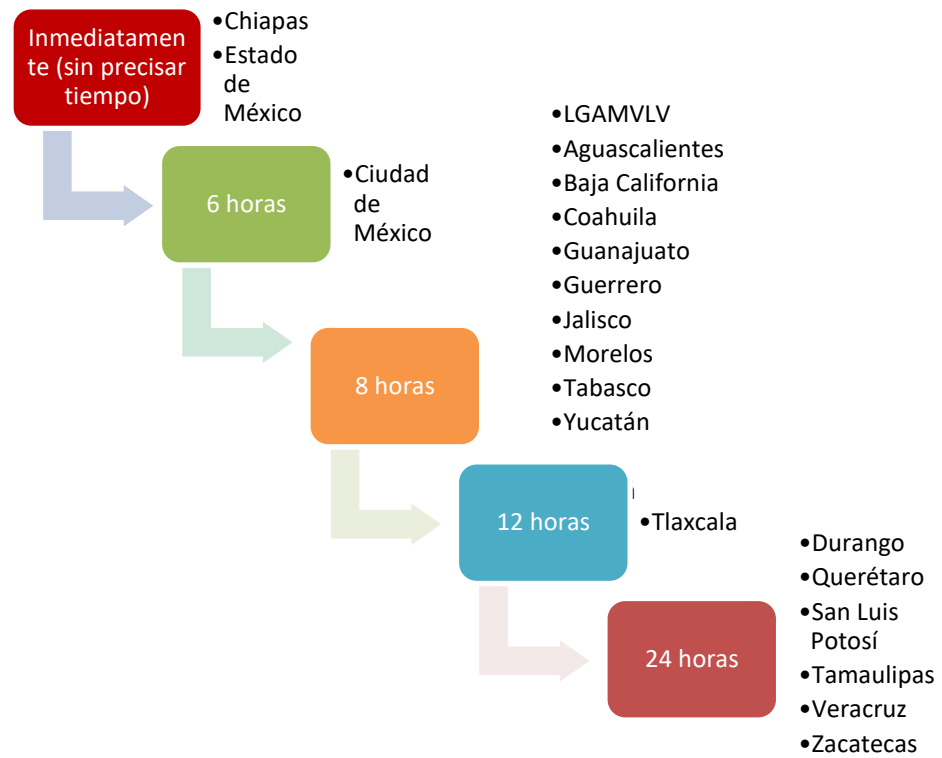 Inmediatamen
te (sin precisar
tiempo)
•Chiapas
•Estado
de
México
6 horas
•Ciudad
de
México
8 horas
•LGAMVLV
•Aguascalientes
•Baja California
•Coahuila
•Guanajuato
•Guerrero
•Jalisco
•Morelos
•Tabasco
•Yucatán
12 horas
•Tlaxcala
24 horas
•Durango
•Querétaro
•San Luis
Potosí
•Tamaulipas
•Veracruz
•Zacatecas